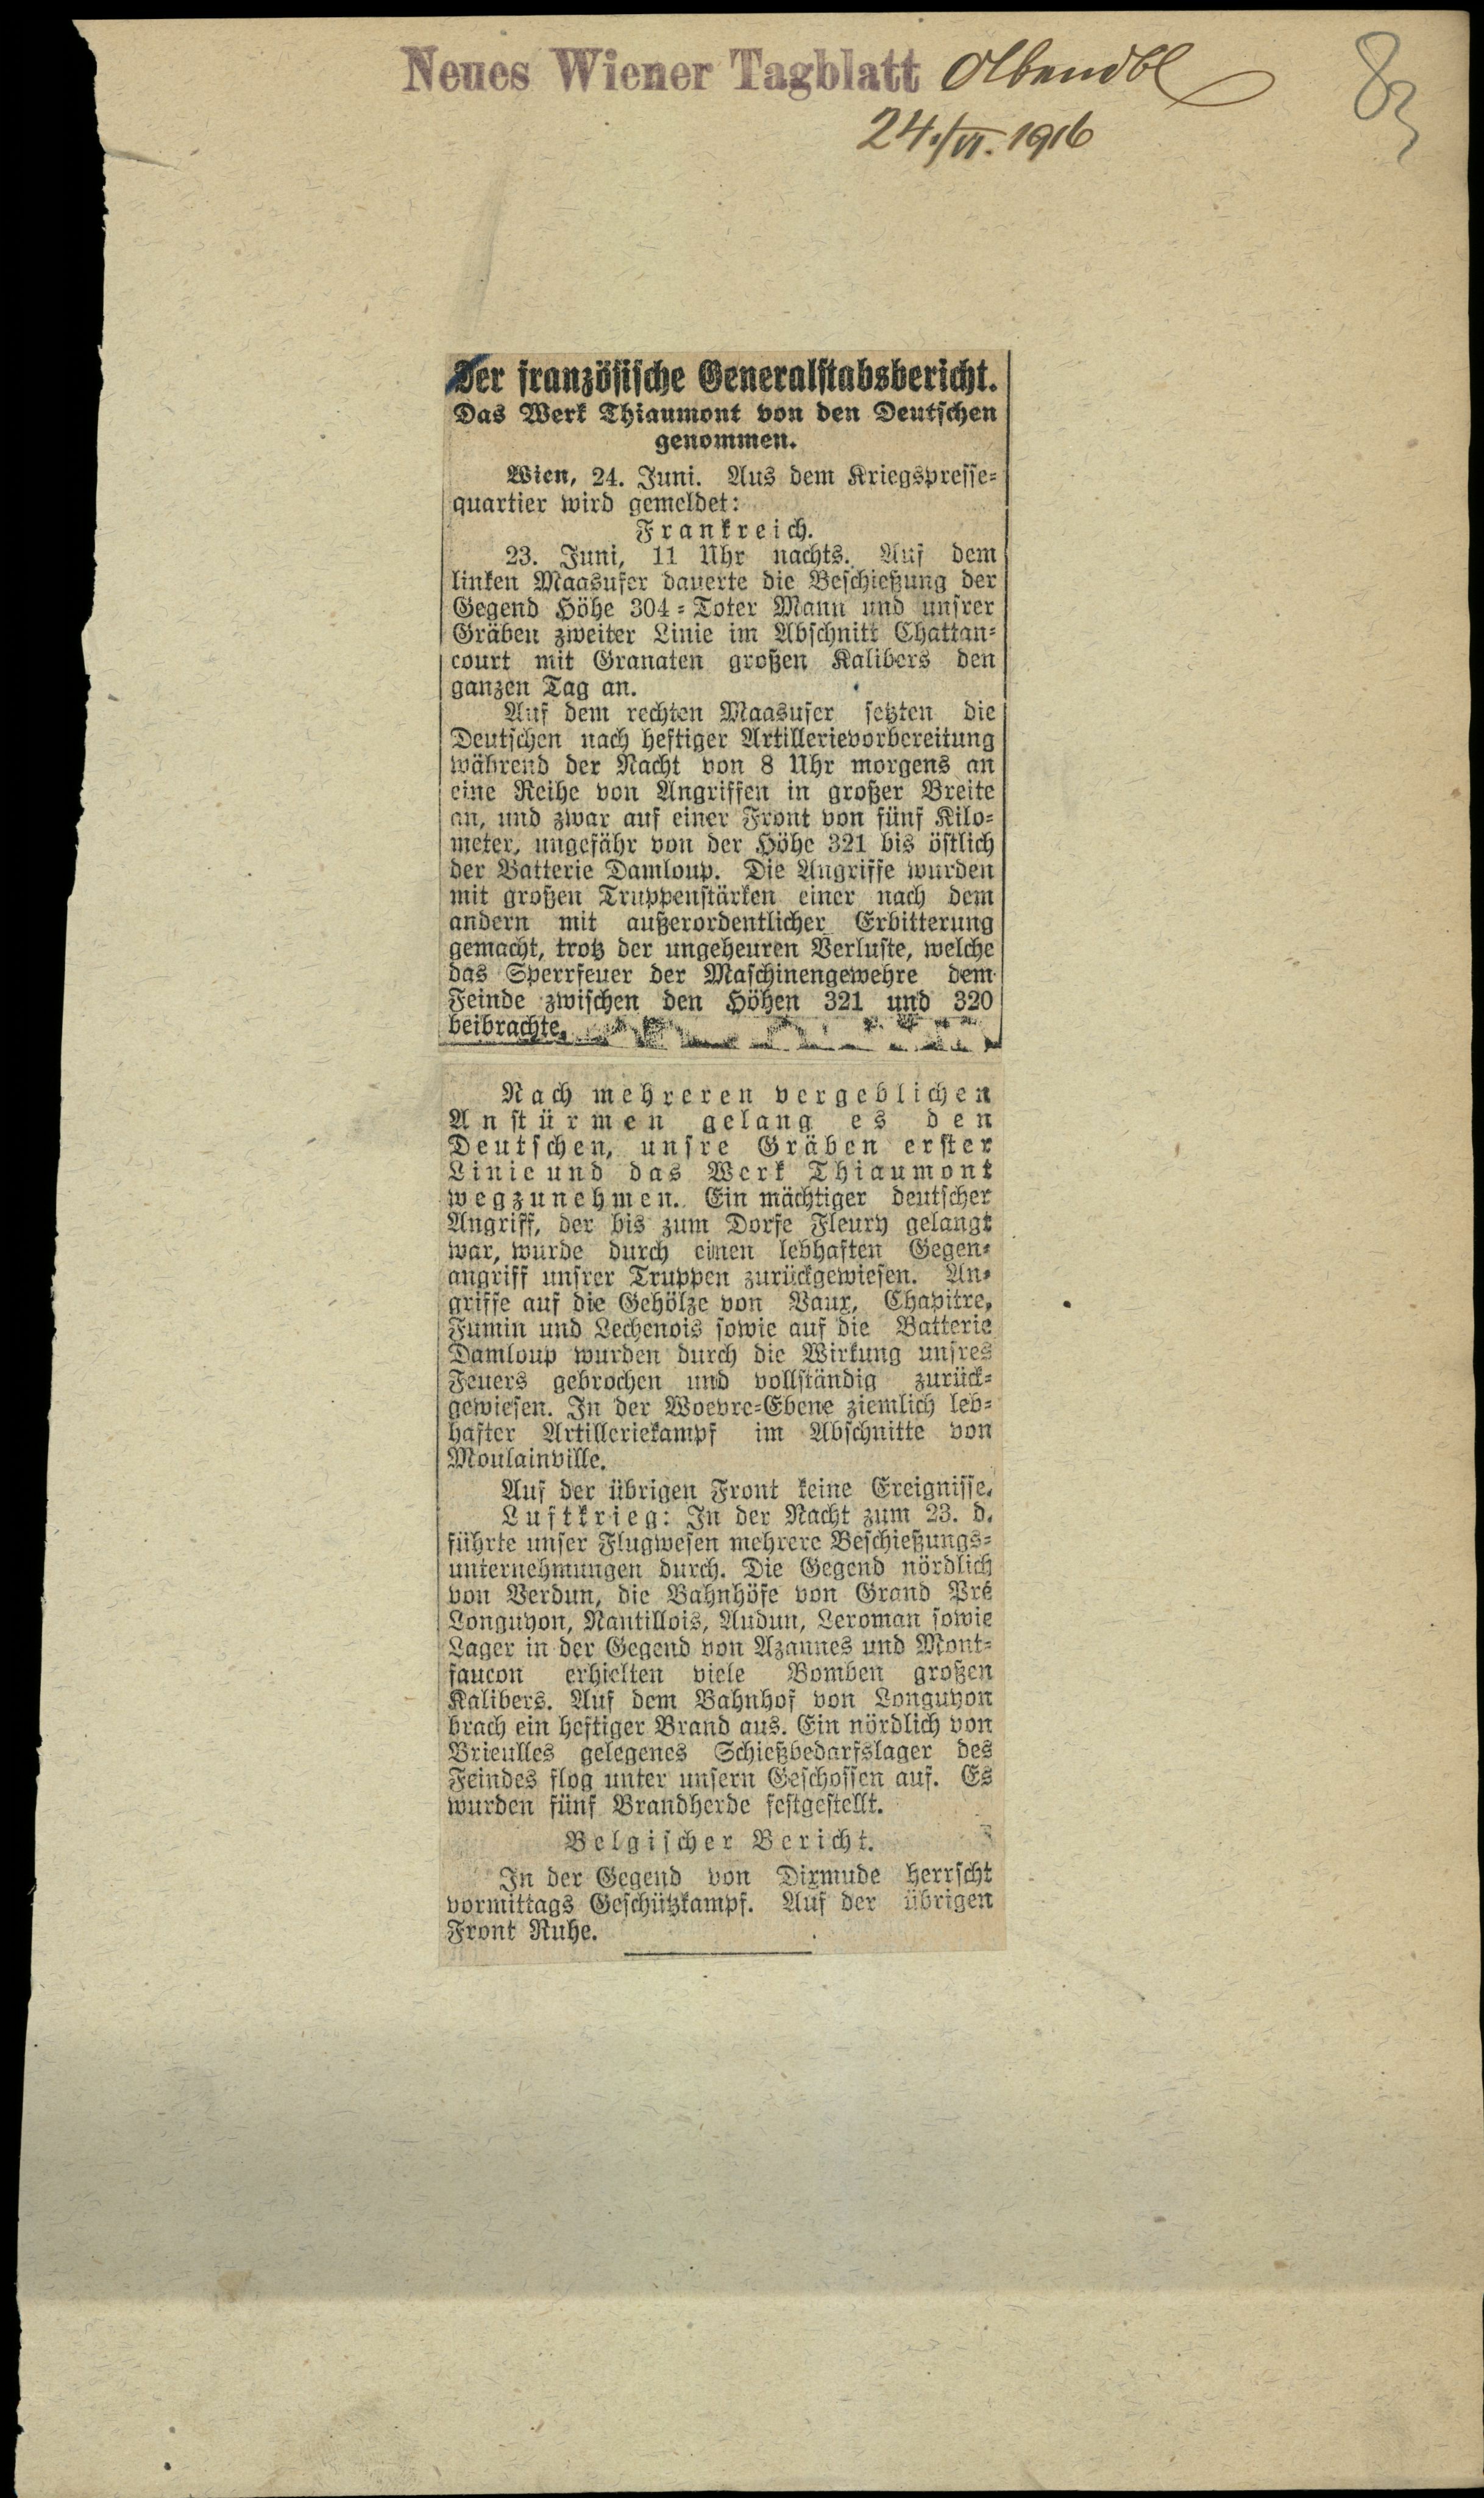 Neues Wiener Tagblatt Abendbl
24./VI. 1916
83
Der französische Generalstabsbericht.
Das Werk Thiaumont von den Deutschen
genommen.
Wien, 24. Juni. Aus dem Kriegspresse-
quartier wird gemeldet:
Frankreich.
23. Juni, 11 Uhr nachts. Auf dem
linken Maasufer dauerte die Beschießung der
Gegend Höhe 304-Toter Mann und unsrer
Gräben zweiter Linie im Abschnitt Chattan-
court mit Granaten großen Kalibers den
ganzen Tag an.
Auf dem rechten Maasufer setzten die
Deutschen nach heftiger Artillerievorbereitung
während der Nacht von 8 Uhr morgens an
eine Reihe von Angriffen in großer Breite
an, und zwar auf einer Front von fünf Kilo-
meter, ungefähr von der Höhe 321 bis östlich
der Batterie Damloup. Die Angriffe wurden
mit großen Truppenstärken einer nach dem
andern mit außerordentlicher Erbitterung
gemacht, trotz der ungeheuren Verluste, welche
das Sperrfeuer der Maschinengewehre dem
Feinde zwischen den Höhen 321 und 320
beibrachte.
Nach mehreren vergeblichen
Anstürmen gelang es den
Deutschen, unsre Gräben erster
Linie und das Werk Thiaumont
wegzunehmen. Ein mächtiger deutscher
Angriff, der bis zum Dorfe Fleury gelangt
war, wurde durch einen lebhaften Gegen-
angriff unsrer Truppen zurückgewiesen. An-
griffe auf die Gehölze von Vaux, Chapitre,
Fumin und Lechenois sowie auf die Batterie
Damloup wurden durch die Wirkung unsres
Feuers gebrochen und vollständig zurück-
gewiesen. In der Woevre-Ebene ziemlich leb-
hafter Artilleriekampf im Abschnitte von
Moulainville.
Auf der übrigen Front keine Ereignisse.
Luftkrieg: In der Nacht zum 23. d.
führte unser Flugwesen mehrere Beschießungs-
unternehmungen durch. Die Gegend nördlich
von Verdun, die Bahnhöfe von Grand Pré
Longuyon, Nantillois, Audun, Leroman sowie
Lager in der Gegend von Azannes und Mont-
faucon erhielten viele Bomben großen
Kalibers. Auf dem Bahnhof von Longuyon
brach ein heftiger Brand aus. Ein nördlich von
Brieulles gelegenes Schießbedarfslager des
Feindes flog unter unsern Geschossen auf. Es
wurden fünf Brandherde festgestellt.
Belgischer Bericht.
In der Gegend von Dixmude herrscht
vormittags Geschützkampf. Auf der übrigen
Front Ruhe.